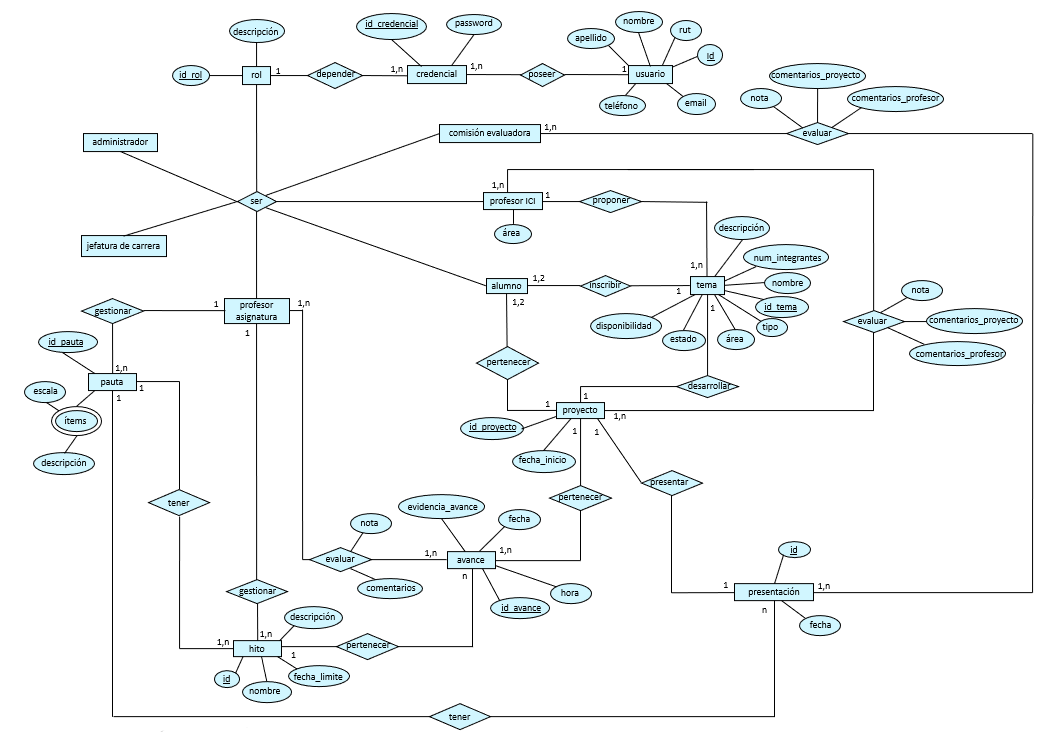 descripción
id_credencial
password
nombre
rut
apellido
id
id_rol
rol
1
depender
1,n
credencial
1,n
poseer
1
usuario
teléfono
email
comentarios_proyecto
nota
comentarios_profesor
evaluar
administrador
comisión evaluadora
1,n
ser
1,n
profesor ICI
1
proponer
área
jefatura de carrera
descripción
1,n
num_integrantes
alumno
1,2
inscribir
1
tema
nombre
id_tema
1,2
disponibilidad
1
estado
área
tipo
nota
evaluar
comentarios_proyecto
comentarios_profesor
gestionar
1
profesor
asignatura
1,n
1
id_pauta
1,n
pauta
1
1
escala
ítems
descripción
pertenecer
desarrollar
1
1
proyecto
1,n
id_proyecto
1
1
fecha_inicio
presentar
pertenecer
tener
evidencia_avance
fecha
nota
evaluar
1,n
avance
1,n
comentarios
n
id_avance
hora
id
1
presentación
1,n
n
fecha
gestionar
descripción
1,n
1,n
hito
1
pertenecer
id
nombre
fecha_limite
tener